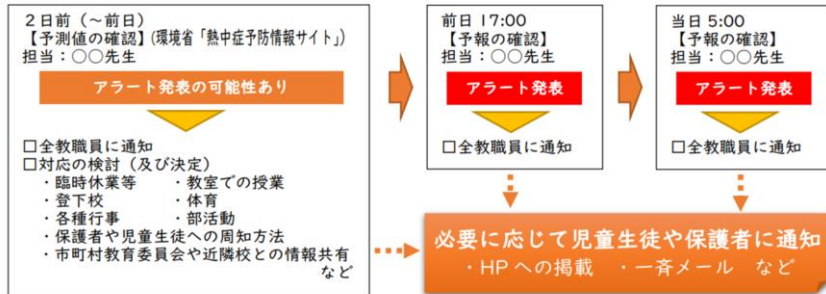 2日前（～前日）
【予測値の確認】(環境省「熱中症予防情報サイト」)
担当：○○先生
アラート発表の可能性あり
□全教職員に通知
□対応の検討（及び決定）
・臨時休業等　・教室での授業
・登下校　・体育
・各種行事　・部活動
・保護者や児童生徒への周知方法
・市町村教育委員会や近隣校との情報共有
など
前日 17:00
【予報の確認】
担当：○○先生
アラート発表
□全教職員に通知
当日 5:00
【予報の確認】
担当：○○先生
アラート発表
□全教職員に通知
必要に応じて児童生徒や保護者に通知
・HPへの掲載　・一斉メール　など